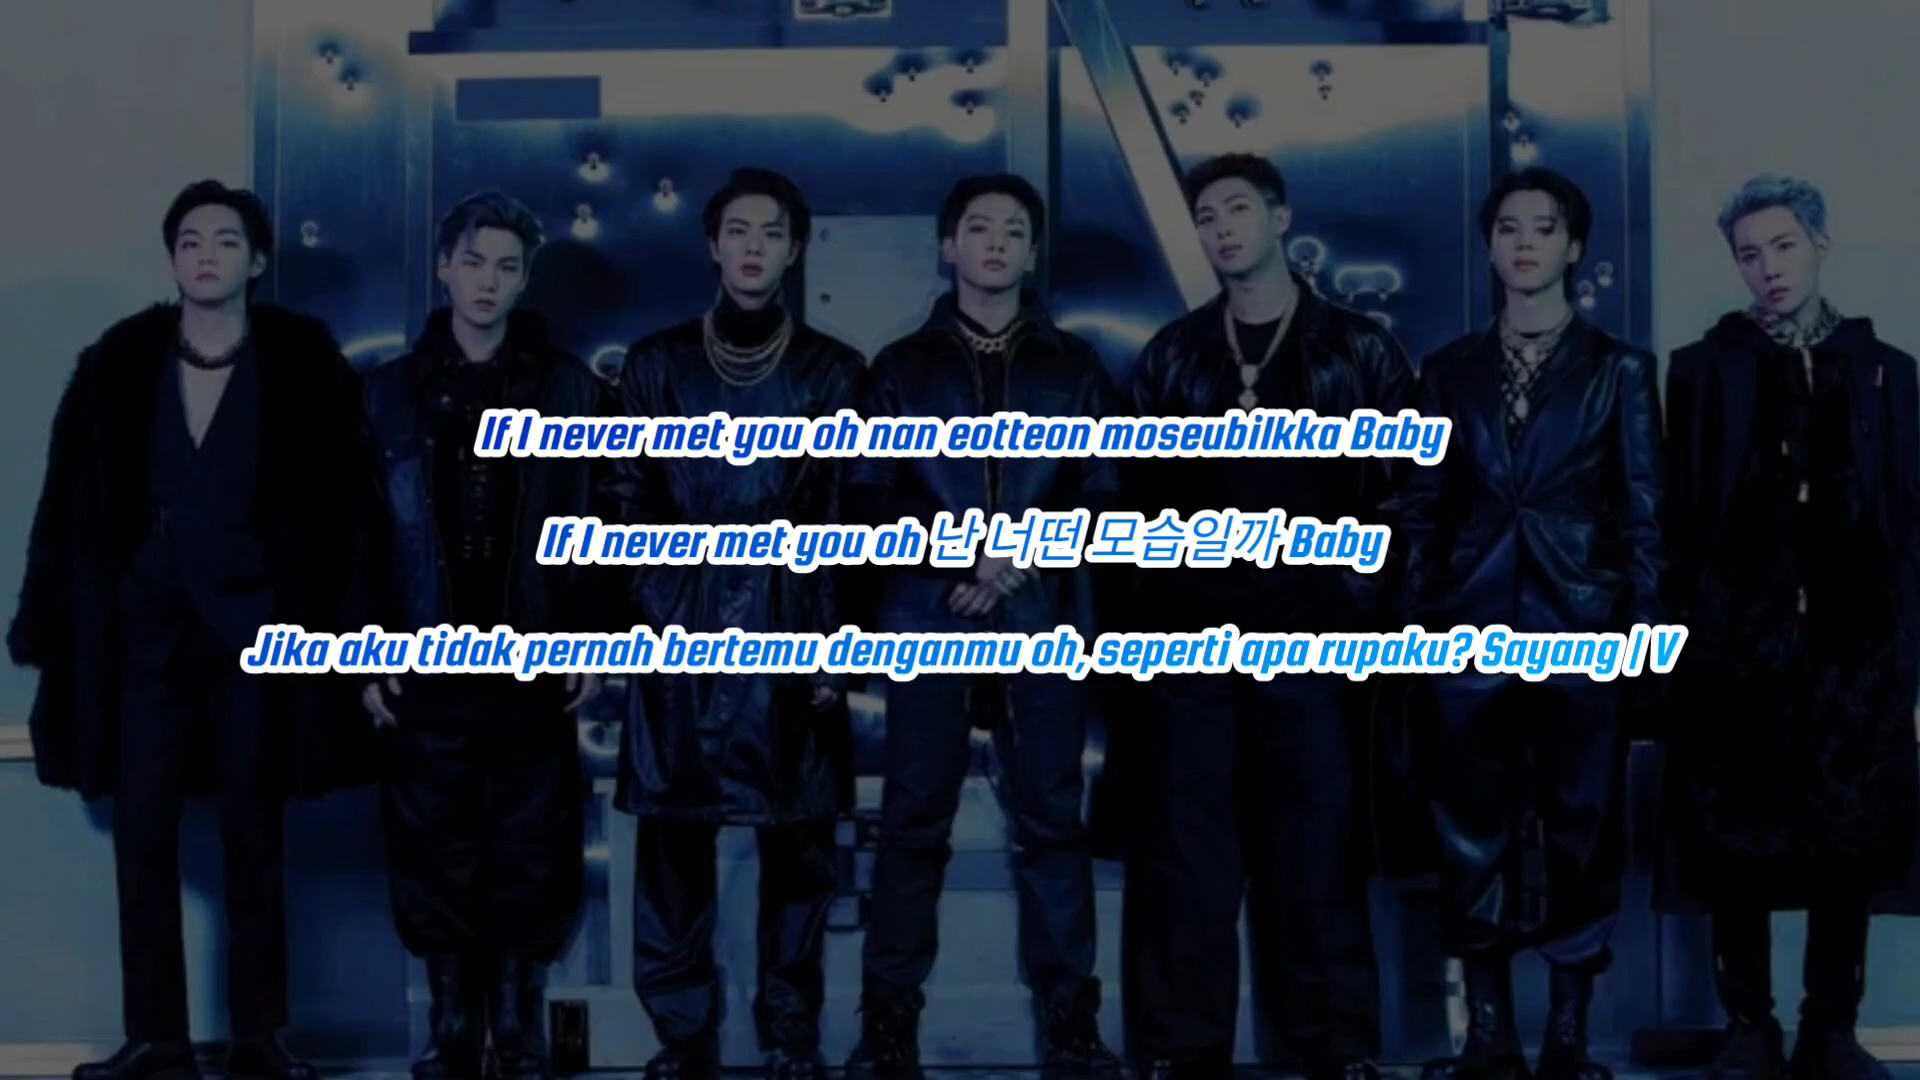 If I never met you oh nan eotteon moseubilkka Baby
If I never met you oh 난 너떤 모습일까 Baby
Jika aku tidak pernah bertemu denganmu oh, seperti apa rupaku? Sayang | V